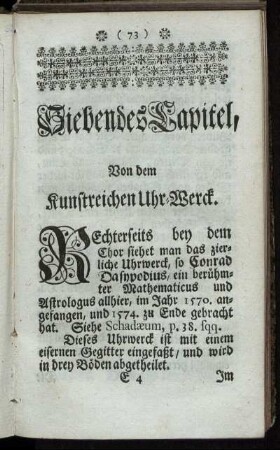 ( 73 )
Siebendes Capitel,
Von dem
Kunstreichen Uhr-Werck.
REchterseits bey dem
Chor siehet man das zier-
liche Uhrwerck, so Conrad
Dasypodius, ein berühm-
ter Mathematicus und
Astrologus allhier, im Jahr 1570. an-
gefangen, und 1574. zu Ende gebracht
hat. Siehe Schadæum, p. 38. sqq.
Dieses Uhrwerck ist mit einem
eisernen Gegitter eingefaßt, und wird
in drey Böden abgetheilet.
E 4 Im